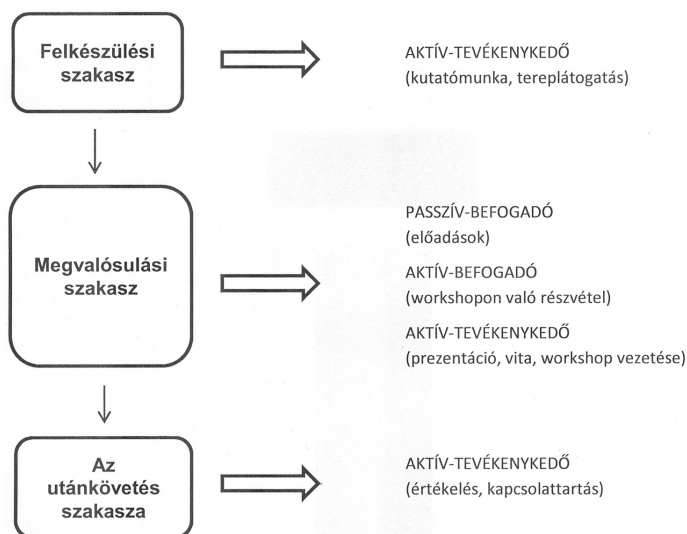 Felkészülési
szakasz
AKTÍV-TEVÉKENYKEDŐ
(kutatómunka, tereplátogatás)
Megvalósulási
szakasz
PASSZÍV-BEFOGADÓ
(előadások)
AKTÍV-BEFOGADÓ
(workshopon való részvétel)
AKTÍV-TEVÉKENYKEDŐ
(prezentáció, vita, workshop vezetése)
Az
utánkövetés
szakasza
AKTÍV-TEVÉKENYKEDŐ
(értékelés, kapcsolattartás)